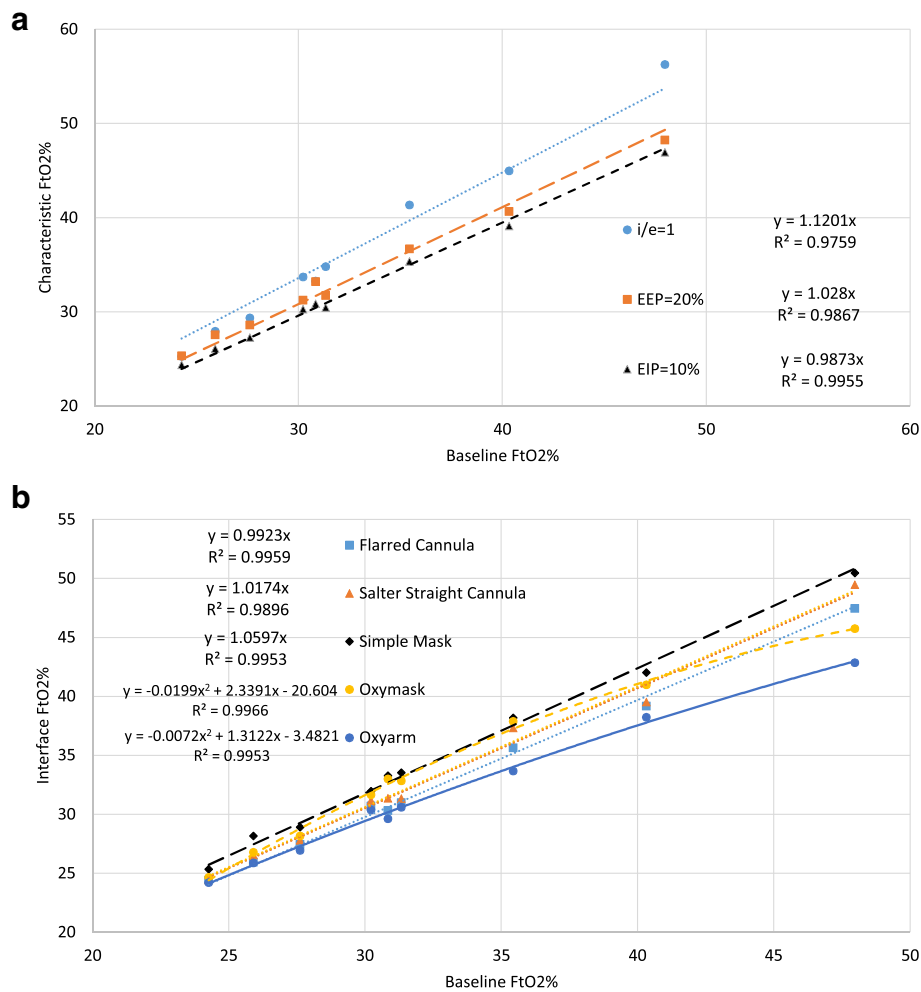 a
60
50
40
30
20
Characteristic FtO2%
i/e=1
y = 1.1201x
R² = 0.9759
EEP=20%
y = 1.028x
R² = 0.9867
EIP=10%
y = 0.9873x
R² = 0.9955
20 30 40 50 60
Baseline FtO2%
b
55
50
45
40
35
30
25
20
Interface FtO2%
y = 0.9923x
R² = 0.9959
Flarred Cannula
y = 1.0174x
R² = 0.9896
Salter Straight Cannula
y = 1.0597x
R² = 0.9953
Simple Mask
y = -0.0199x² + 2.3391x - 20.604
R² = 0.9966
Oxymask
y = -0.0072x² + 1.3122x - 3.4821
R² = 0.9953
Oxyarm
20 25 30 35 40 45 50
Baseline FtO2%